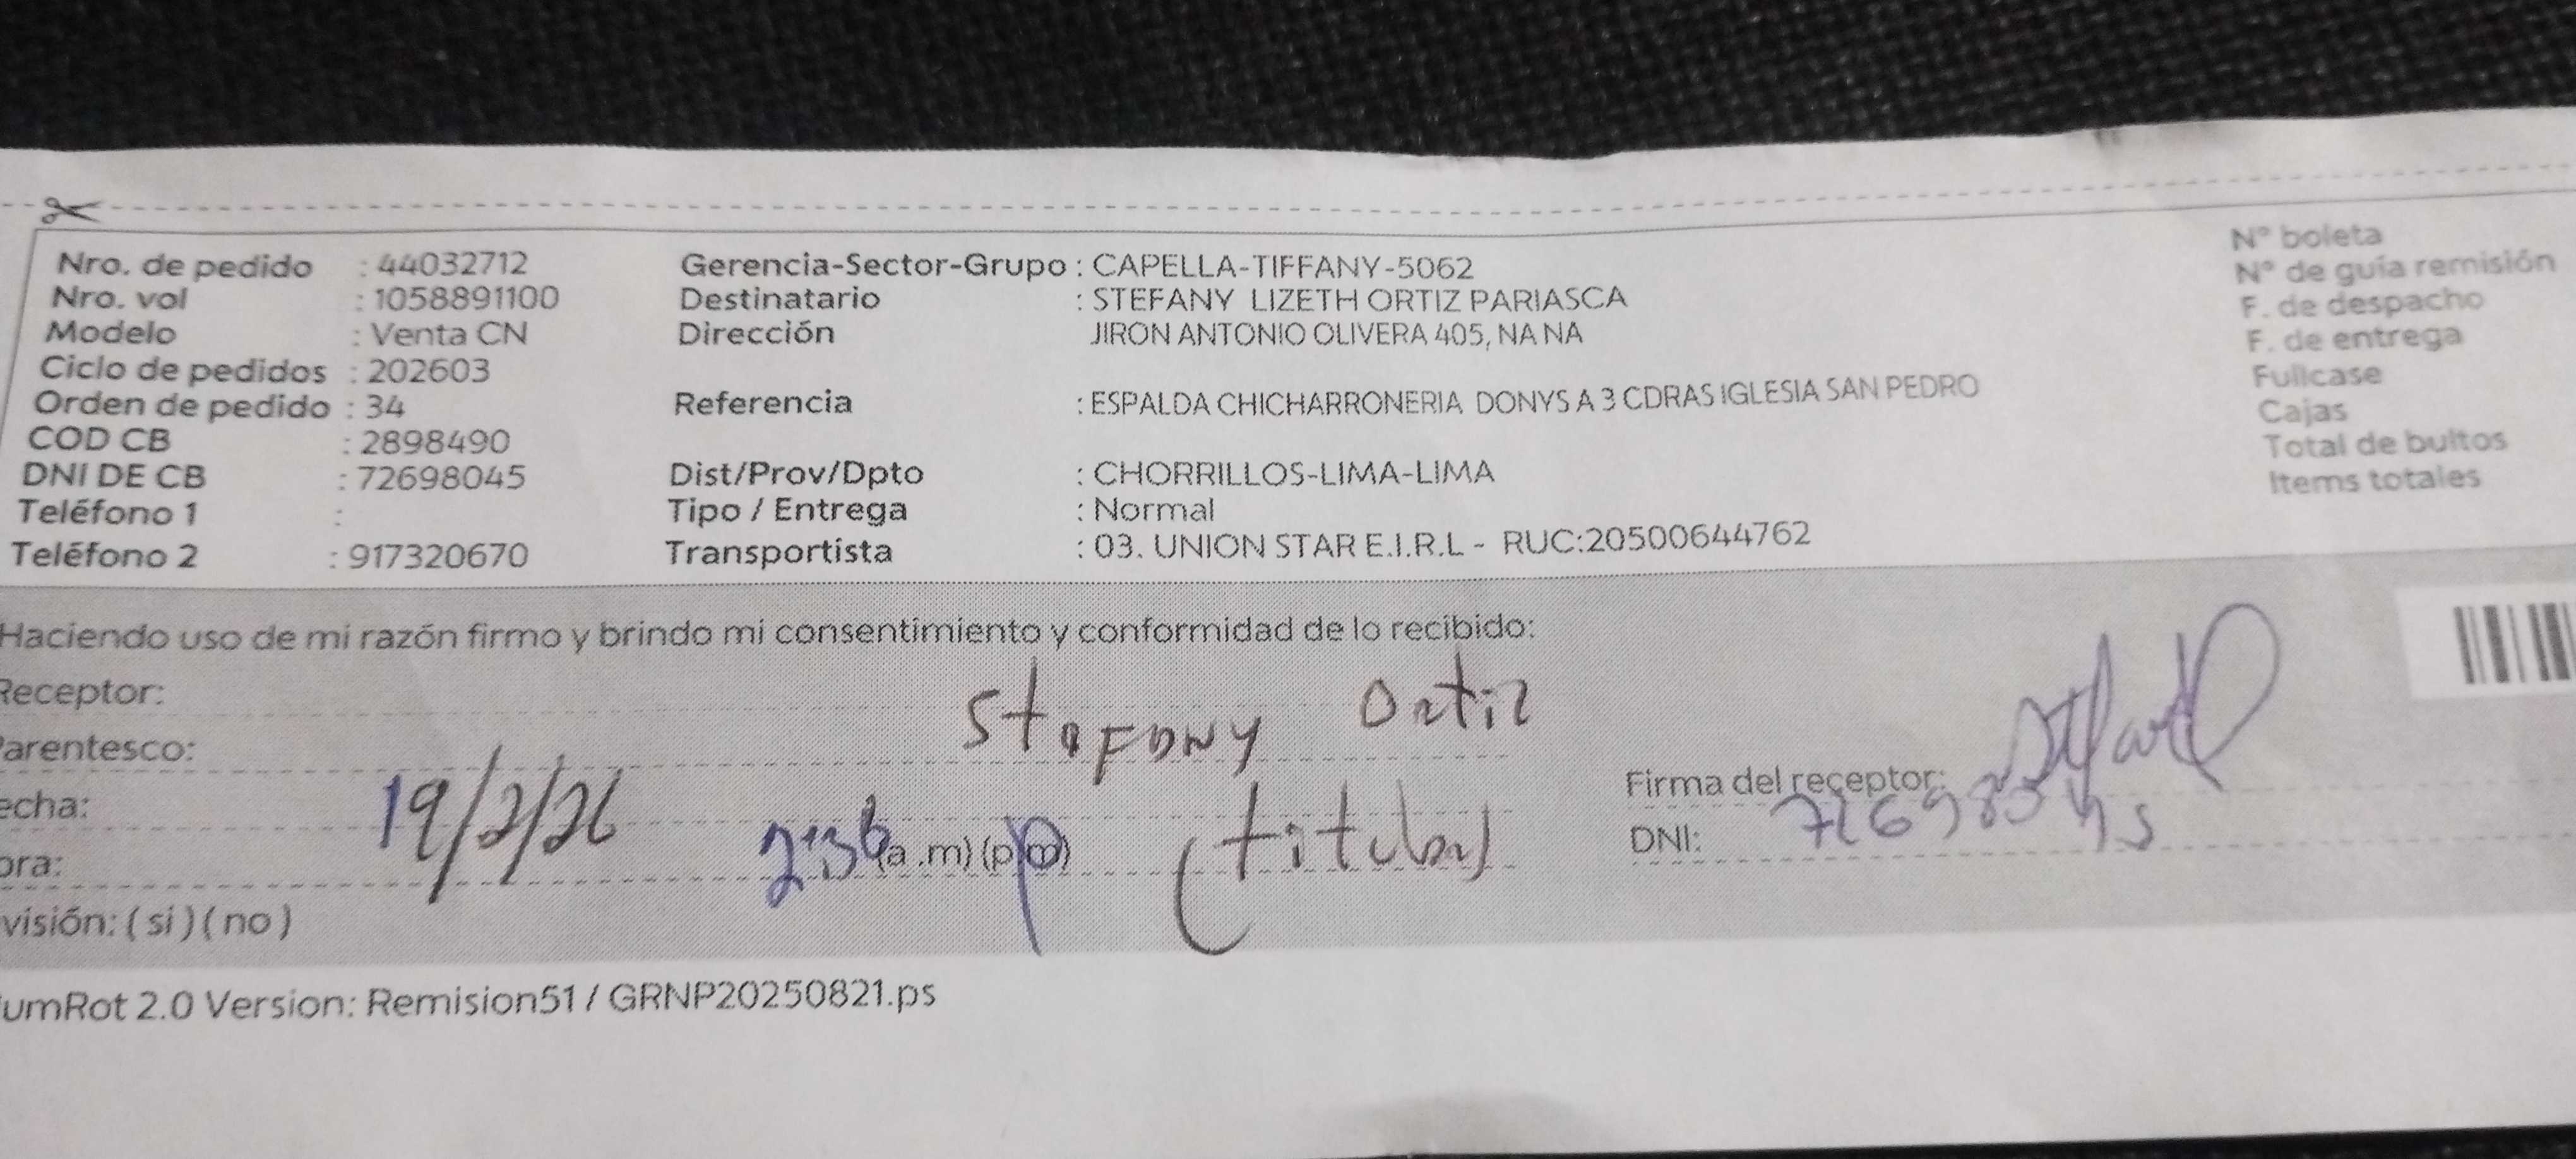 Nro. de pedido : 44032712
Nro. vol : 1058891100
Modelo : Venta CN
Ciclo de pedidos : 202603
Orden de pedido : 34
COD CB : 2898490
DNI DE CB : 72698045
Teléfono 1 :
Teléfono 2 : 917320670
Gerencia-Sector-Grupo : CAPELLA-TIFFANY-5062
Destinatario : STEFANY LIZETH ORTIZ PARIASCA
Dirección JIRON ANTONIO OLIVERA 405, NA NA
Referencia : ESPALDA CHICHARRONERIA DONYS A 3 CDRAS IGLESIA SAN PEDRO
Dist/Prov/Dpto : CHORRILLOS-LIMA-LIMA
Tipo / Entrega : Normal
Transportista : 03. UNION STAR E.I.R.L - RUC:20500644762
N° boleta
N° de guía remisión
F. de despacho
F. de entrega
Fullcase
Cajas
Total de bultos
Items totales
Haciendo uso de mi razón firmo y brindo mi consentimiento y conformidad de lo recibido:
Receptor: StefANY Ortiz
Parentesco: (titular)
echa: 19/2/26
ora: 2:36 (a .m) (p.m)
visión: ( si ) ( no )
Firma del receptor:
DNI: 72698045
umRot 2.0 Version: Remision51 / GRNP20250821.ps